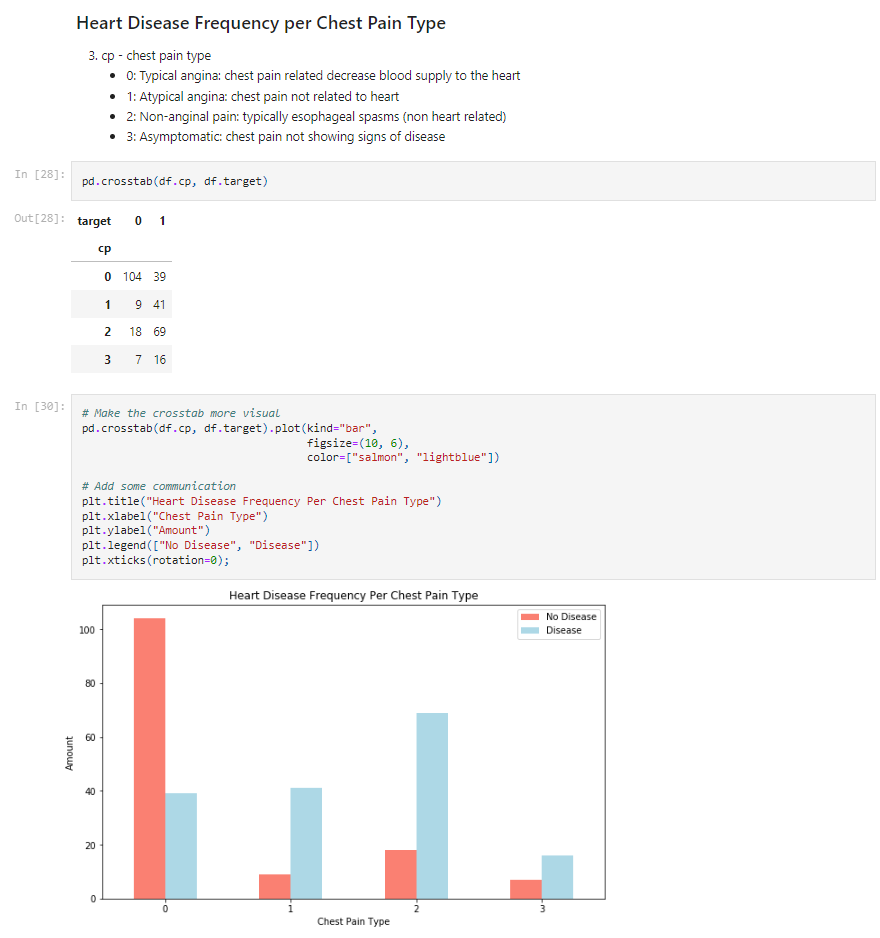 Heart Disease Frequency per Chest Pain Type
3. cp - chest pain type
• 0: Typical angina: chest pain related decrease blood supply to the heart
• 1: Atypical angina: chest pain not related to heart
• 2: Non-anginal pain: typically esophageal spasms (non heart related)
• 3: Asymptomatic: chest pain not showing signs of disease
In [28]: pd.crosstab(df.cp, df.target)
Out[28]: target 0 1
cp
0 104 39
1 9 41
2 18 69
3 7 16
In [30]: # Make the crosstab more visual
pd.crosstab(df.cp, df.target).plot(kind="bar",
figsize=(10, 6),
color=["salmon", "lightblue"])
# Add some communication
plt.title("Heart Disease Frequency Per Chest Pain Type")
plt.xlabel("Chest Pain Type")
plt.ylabel("Amount")
plt.legend(["No Disease", "Disease"])
plt.xticks(rotation=0);
Heart Disease Frequency Per Chest Pain Type
No Disease
Disease
100
80
60
40
20
0
Amount
0 1 2 3
Chest Pain Type